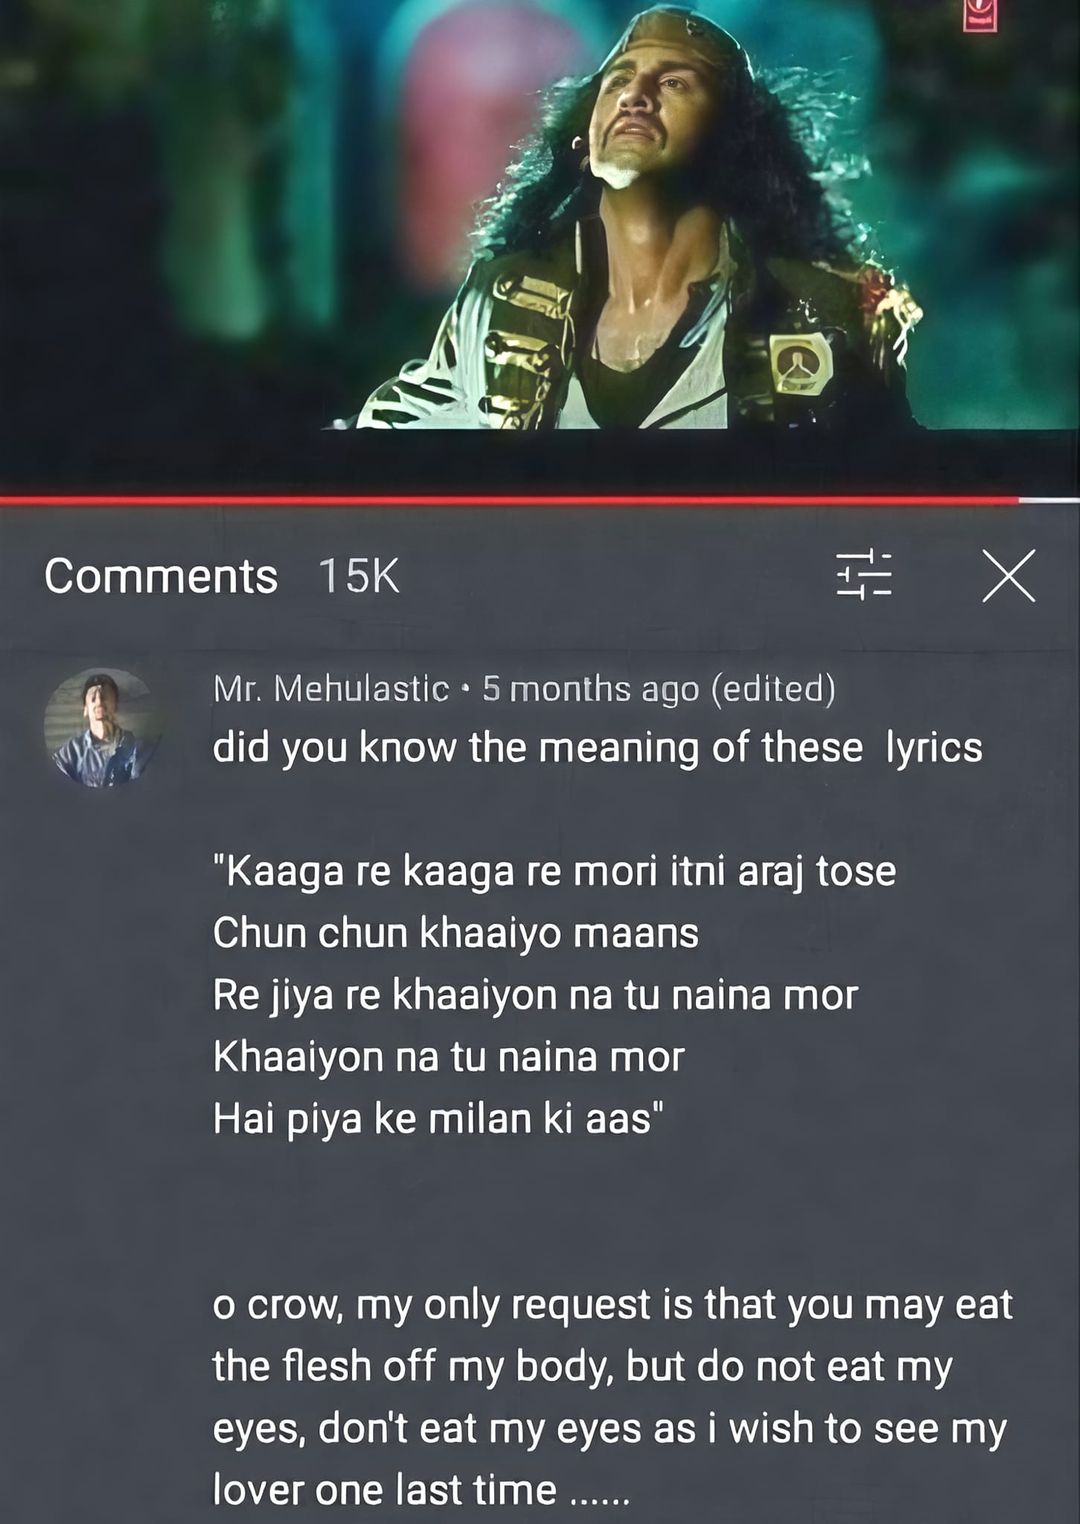 Comments 15K
Mr. Mehulastic • 5 months ago (edited)
did you know the meaning of these lyrics
"Kaaga re kaaga re mori itni araj tose
Chun chun khaaiyo maans
Re jiya re khaaiyon na tu naina mor
Khaaiyon na tu naina mor
Hai piya ke milan ki aas"
o crow, my only request is that you may eat
the flesh off my body, but do not eat my
eyes, don't eat my eyes as i wish to see my
lover one last time ......